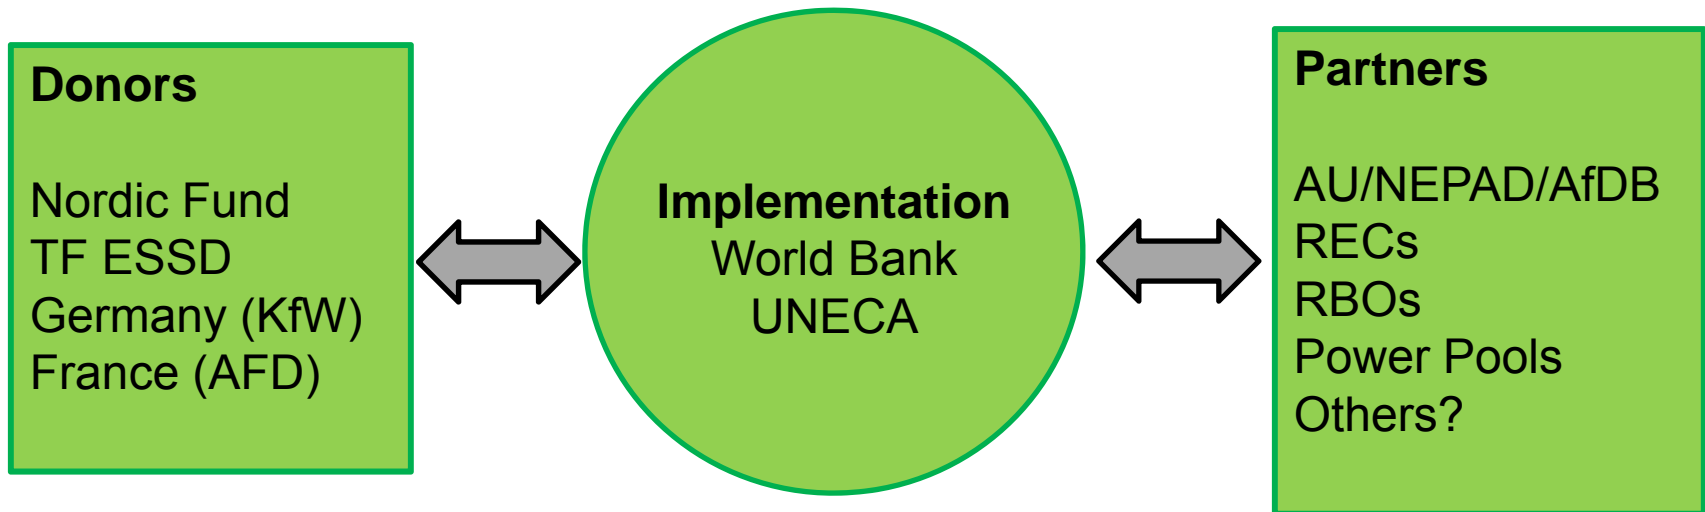 Donors
Nordic Fund
TF ESSD
Germany (KfW)
France (AFD)
Implementation
World Bank
UNECA
Partners
AU/NEPAD/AfDB
RECs
RBOs
Power Pools
Others?